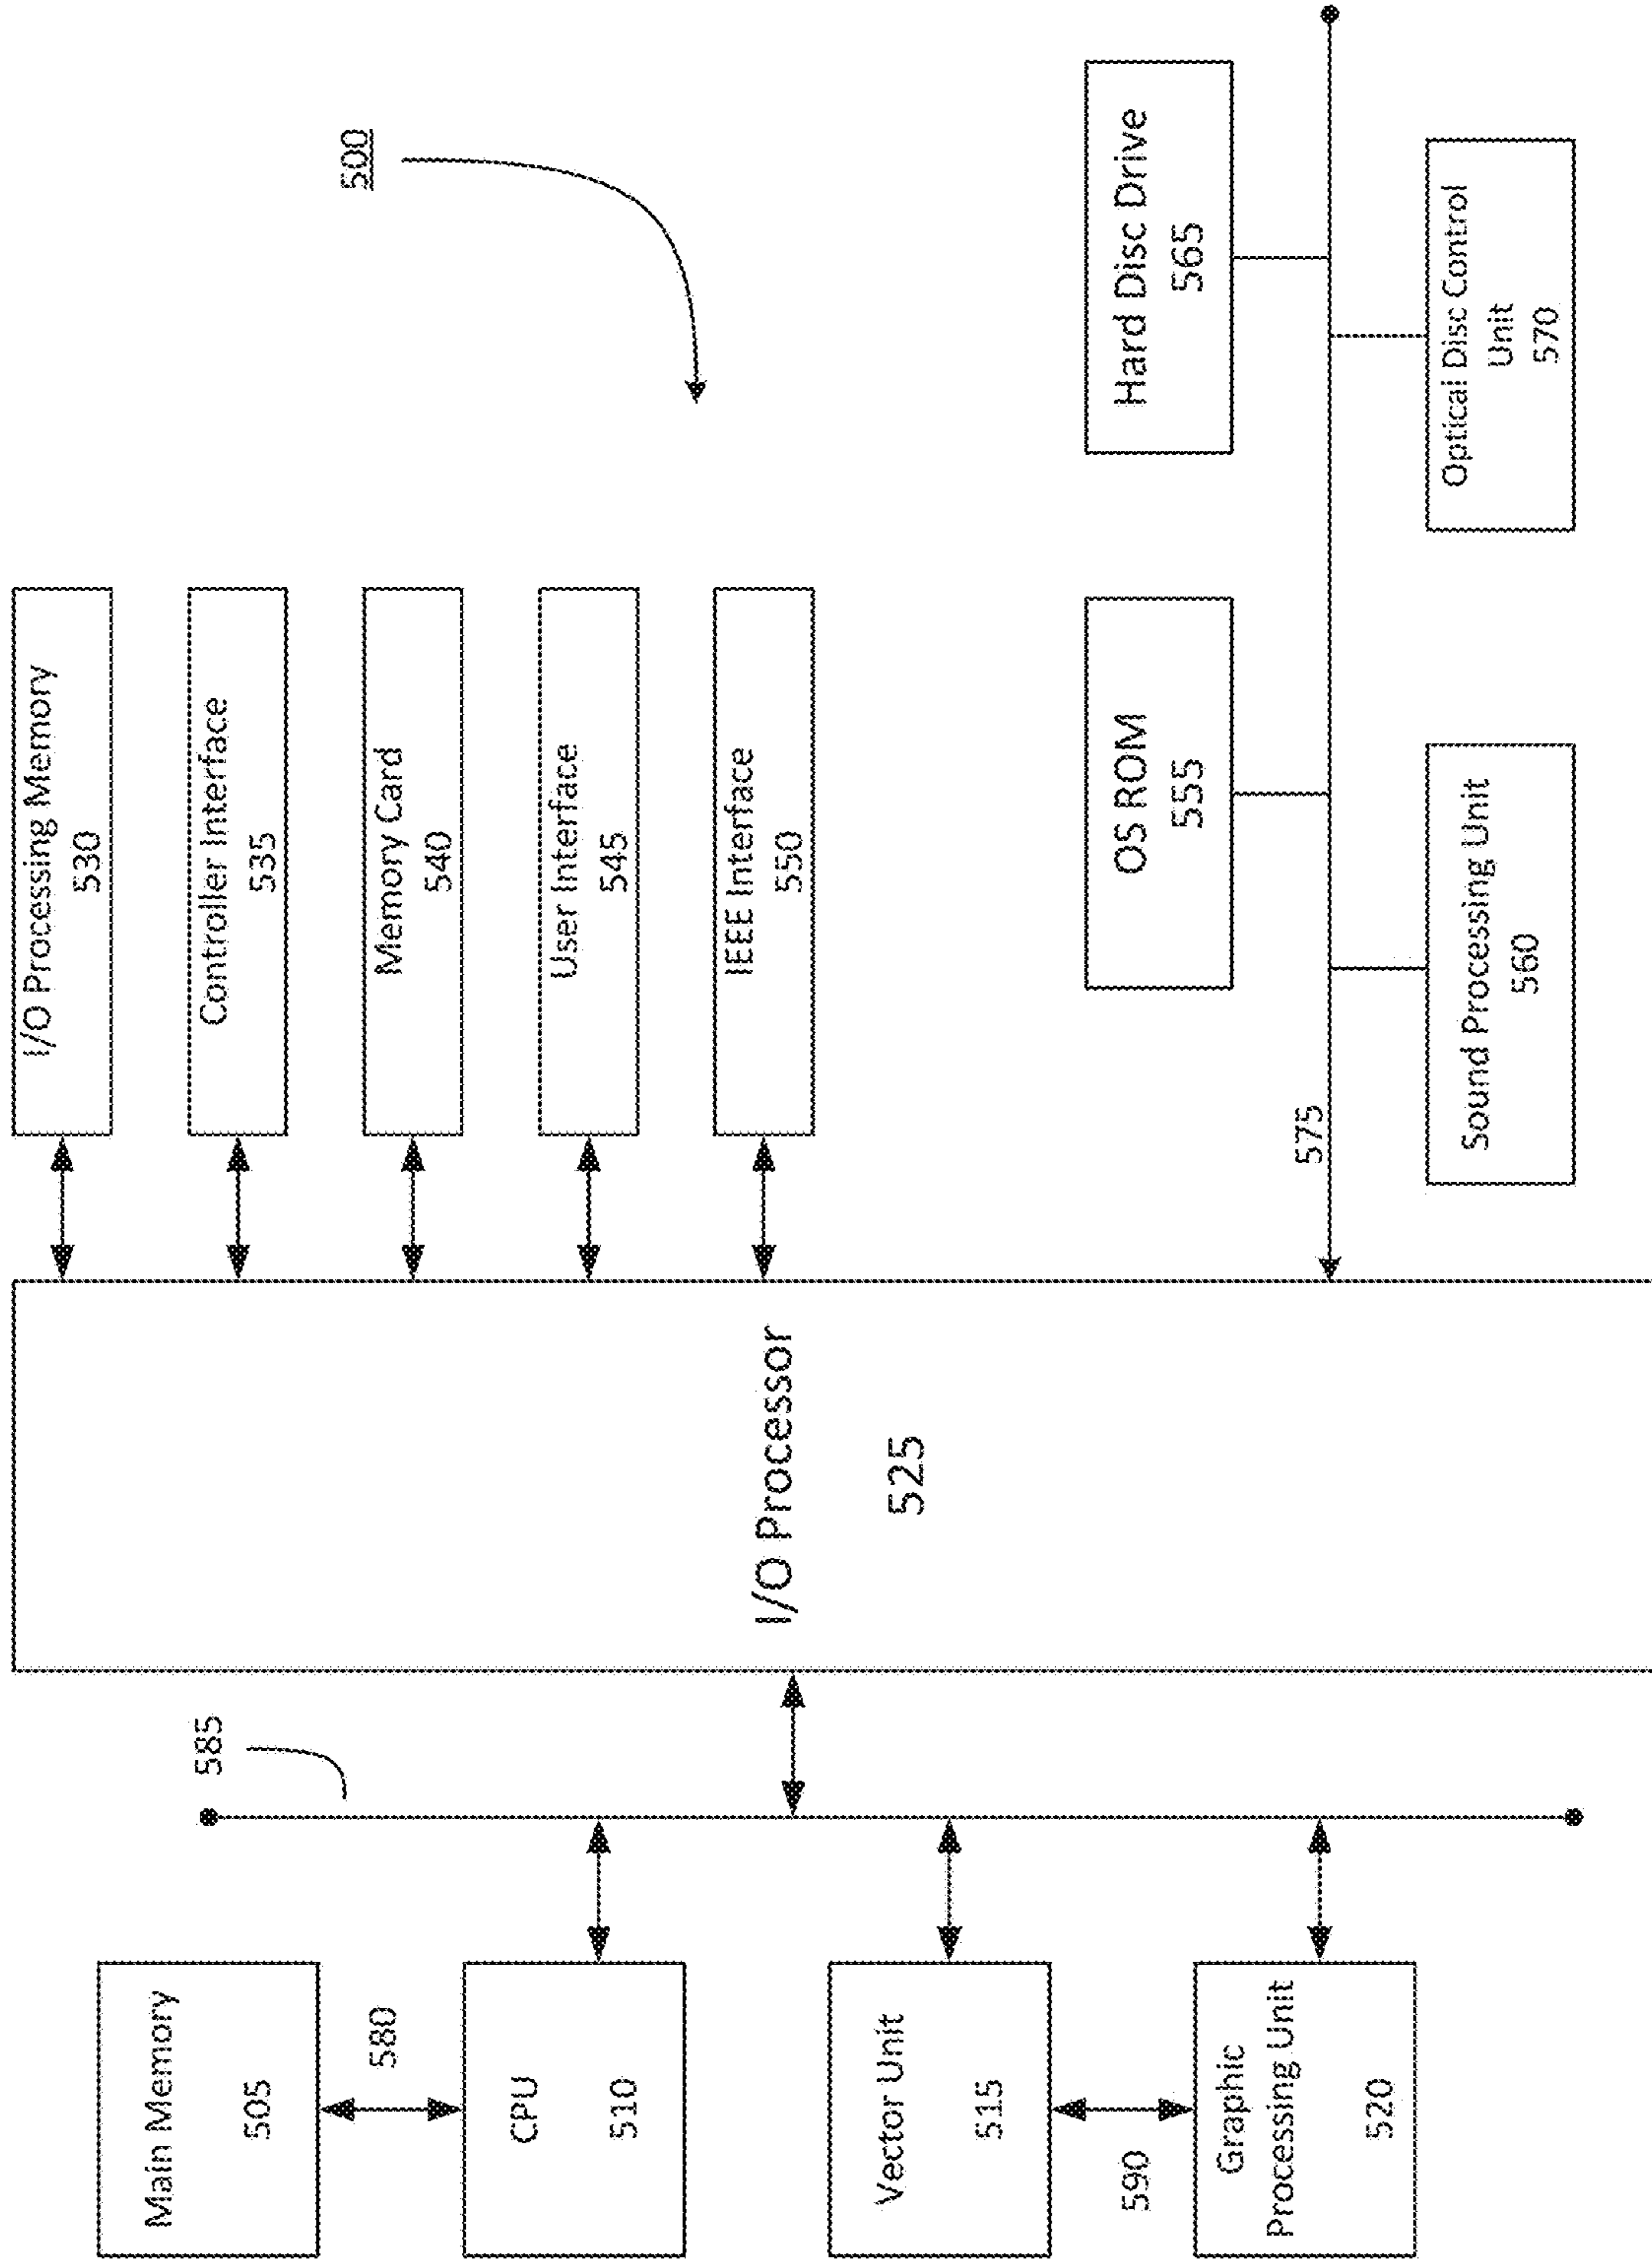 500
Main Memory
505
580
CPU
510
Vector Unit
515
590
Graphic
Processing Unit
520
585
I/O Processor
525
I/O Processing Memory
530
Controller Interface
535
Memory Card
540
User Interface
545
IEEE Interface
550
575
OS ROM
555
Sound Processing Unit
560
Hard Disc Drive
565
Optical Disc Control
Unit
570